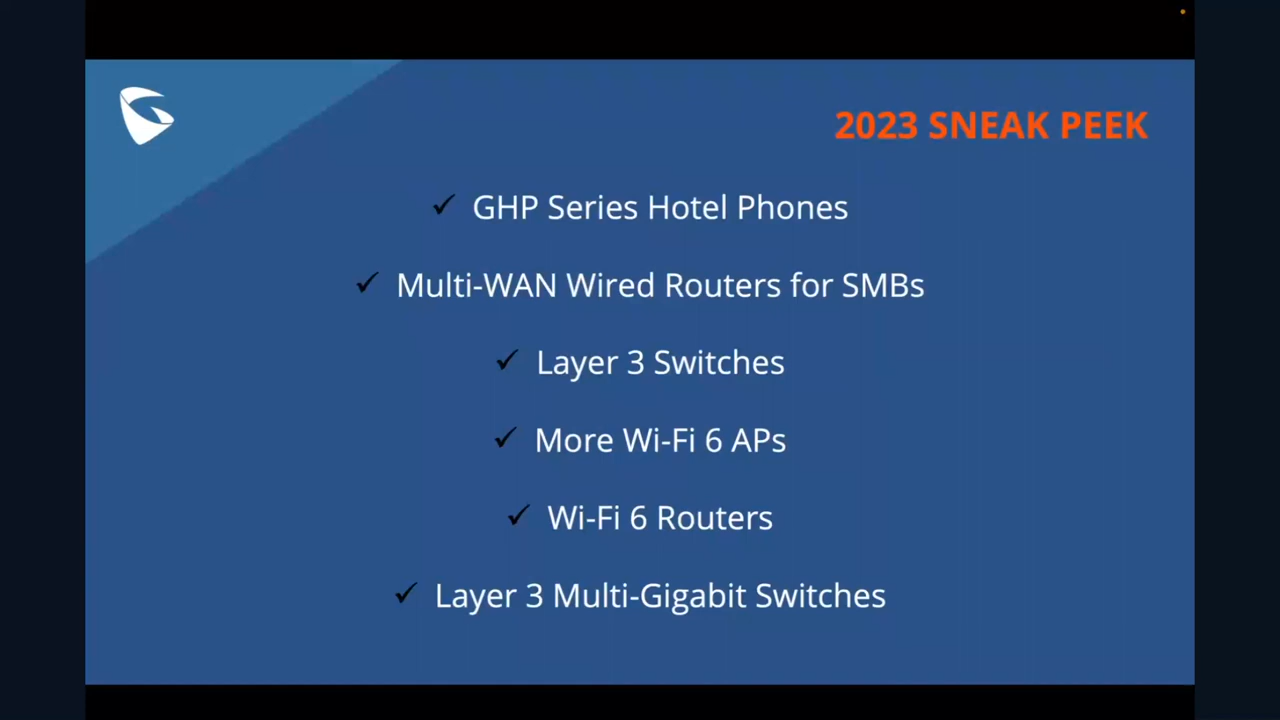 2023 SNEAK PEEK
✓ GHP Series Hotel Phones
✓ Multi-WAN Wired Routers for SMBs
✓ Layer 3 Switches
✓ More Wi-Fi 6 APs
✓ Wi-Fi 6 Routers
✓ Layer 3 Multi-Gigabit Switches